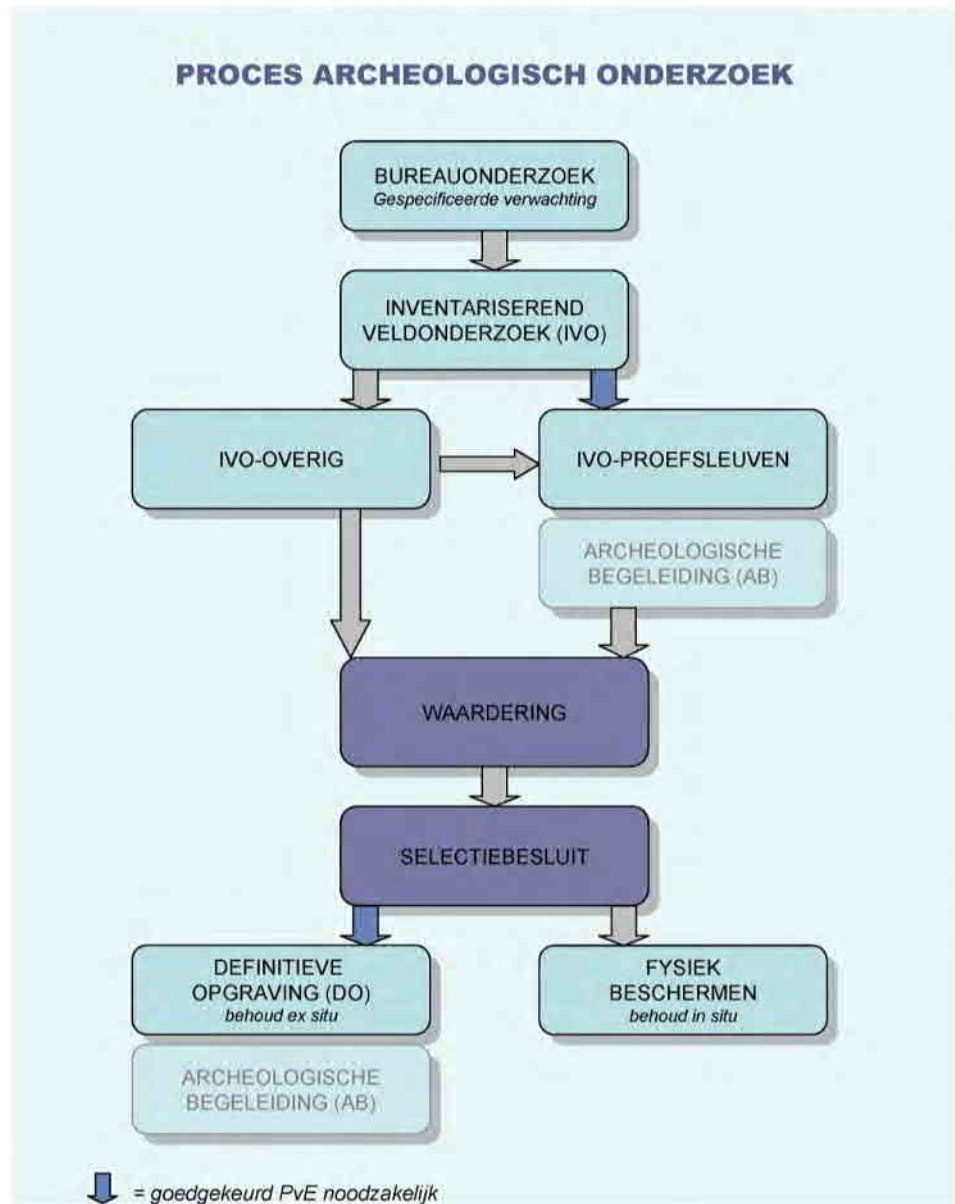 PROCES ARCHEOLOGISCH ONDERZOEK
BUREAUONDERZOEK
Gespecificeerde verwachting
INVENTARISEREND
VELDONDERZOEK (IVO)
IVO-OVERIG
IVO-PROEFSLEUVEN
ARCHEOLOGISCHE
BEGELEIDING (AB)
WAARDERING
SELECTIEBESLUIT
DEFINITIEVE
OPGRAVING (DO)
behoud ex situ
FYSIEK
BESCHERMEN
behoud in situ
ARCHEOLOGISCHE
BEGELEIDING (AB)
= goedgekeurd PvE noodzakelijk